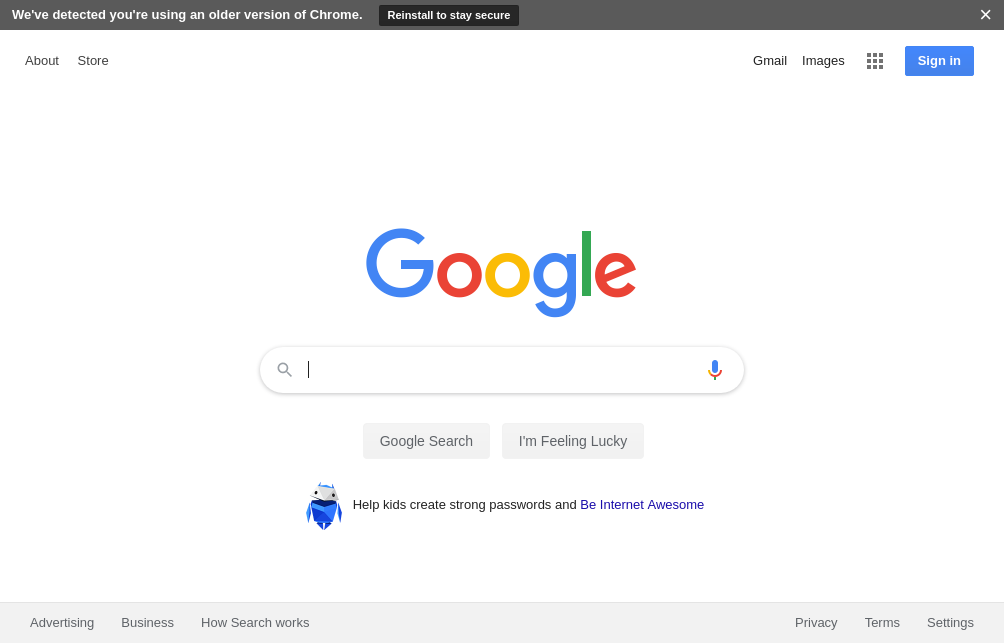 We've detected you're using an older version of Chrome. Reinstall to stay secure
About Store Gmail Images Sign in
Google
Google Search I'm Feeling Lucky
Help kids create strong passwords and Be Internet Awesome
Advertising Business How Search works Privacy Terms Settings